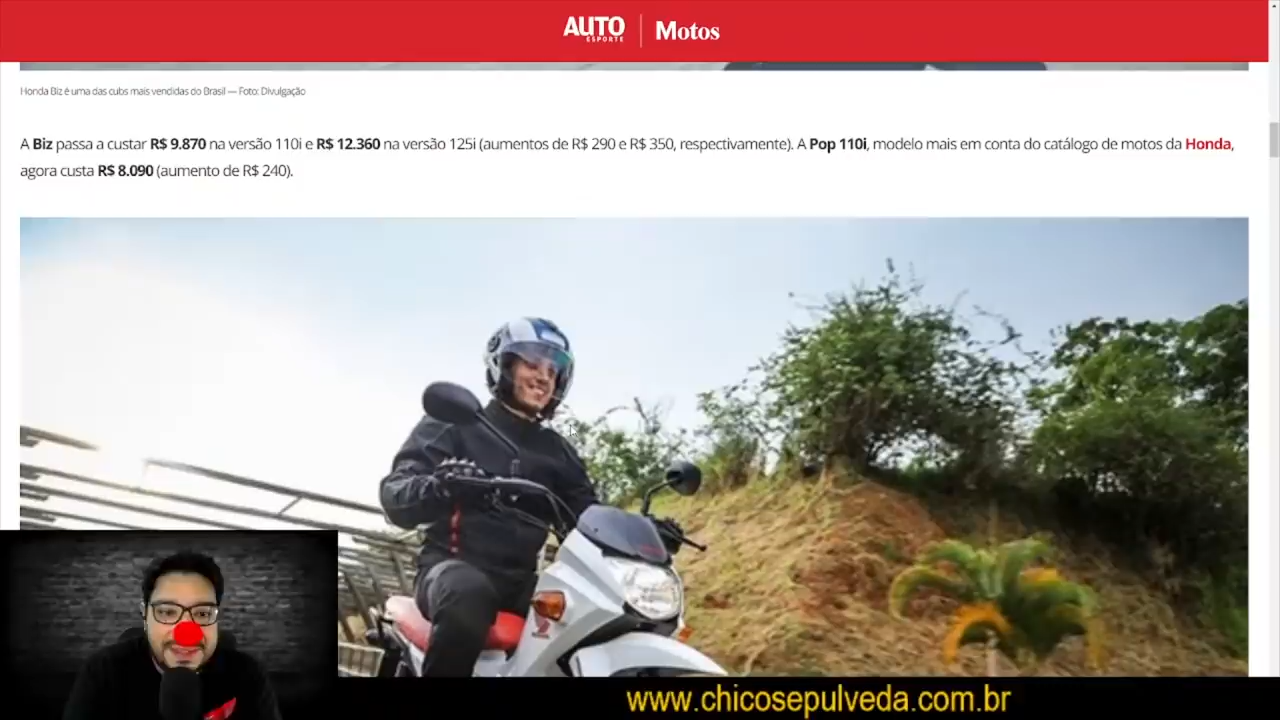 AUTO ESPORTE Motos
Honda Biz é uma das cubs mais vendidas do Brasil — Foto: Divulgação
A Biz passa a custar R$ 9.870 na versão 110i e R$ 12.360 na versão 125i (aumentos de R$ 290 e R$ 350, respectivamente). A Pop 110i, modelo mais em conta do catálogo de motos da Honda,
agora custa R$ 8.090 (aumento de R$ 240).
www.chicosepulveda.com.br